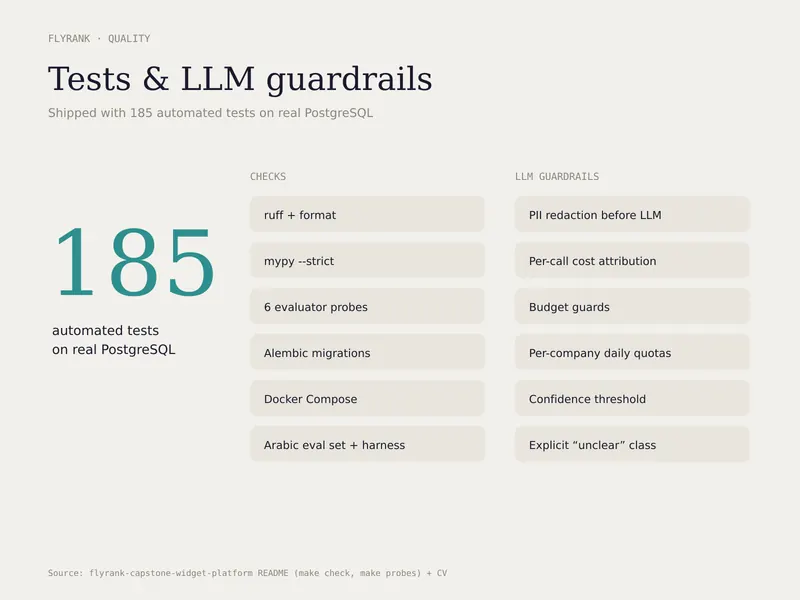 FLYRANK · QUALITY
Tests & LLM guardrails
Shipped with 185 automated tests on real PostgreSQL
185
automated tests
on real PostgreSQL
CHECKS
ruff + format
mypy --strict
6 evaluator probes
Alembic migrations
Docker Compose
Arabic eval set + harness
LLM GUARDRAILS
PII redaction before LLM
Per-call cost attribution
Budget guards
Per-company daily quotas
Confidence threshold
Explicit “unclear” class
Source: flyrank-capstone-widget-platform README (make check, make probes) + CV